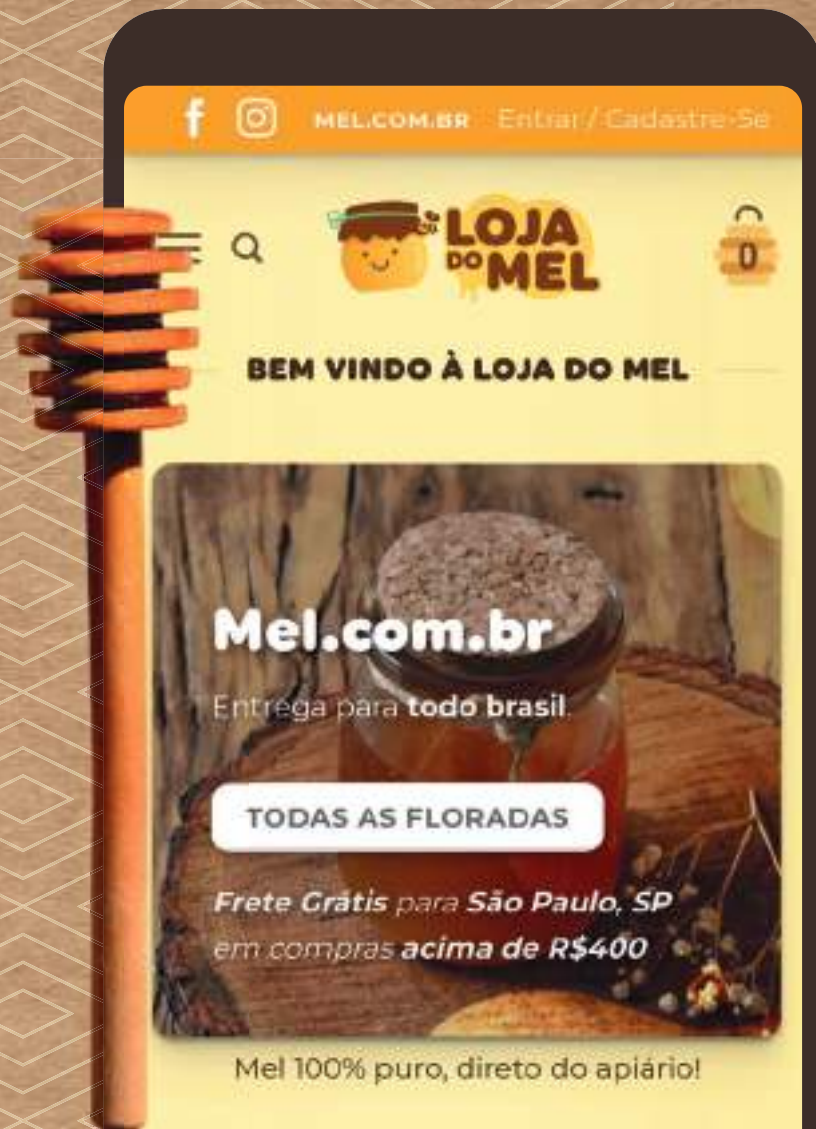 MEL.COM.BR Entrar / Cadastre-Se
LOJA
DO MEL
0
BEM VINDO À LOJA DO MEL
Mel.com.br
Entrega para todo brasil.
TODAS AS FLORADAS
Frete Grátis para São Paulo, SP
em compras acima de R$400
Mel 100% puro, direto do apiário!